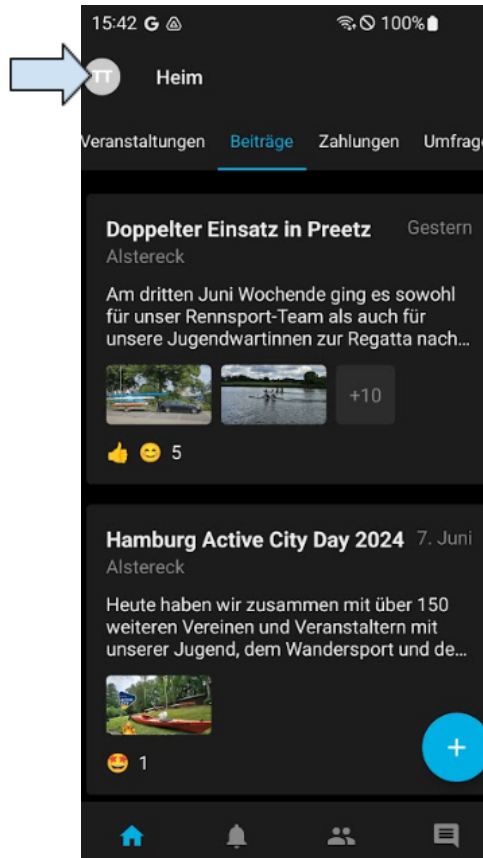 15:42 G 100%
TT Heim
Veranstaltungen Beiträge Zahlungen Umfrage
Doppelter Einsatz in Preetz Gestern
Alstereck
Am dritten Juni Wochende ging es sowohl
für unser Rennsport-Team als auch für
unsere Jugendwartinnen zur Regatta nach...
+10
5
Hamburg Active City Day 2024 7. Juni
Alstereck
Heute haben wir zusammen mit über 150
weiteren Vereinen und Veranstaltern mit
unserer Jugend, dem Wandersport und de...
1
+